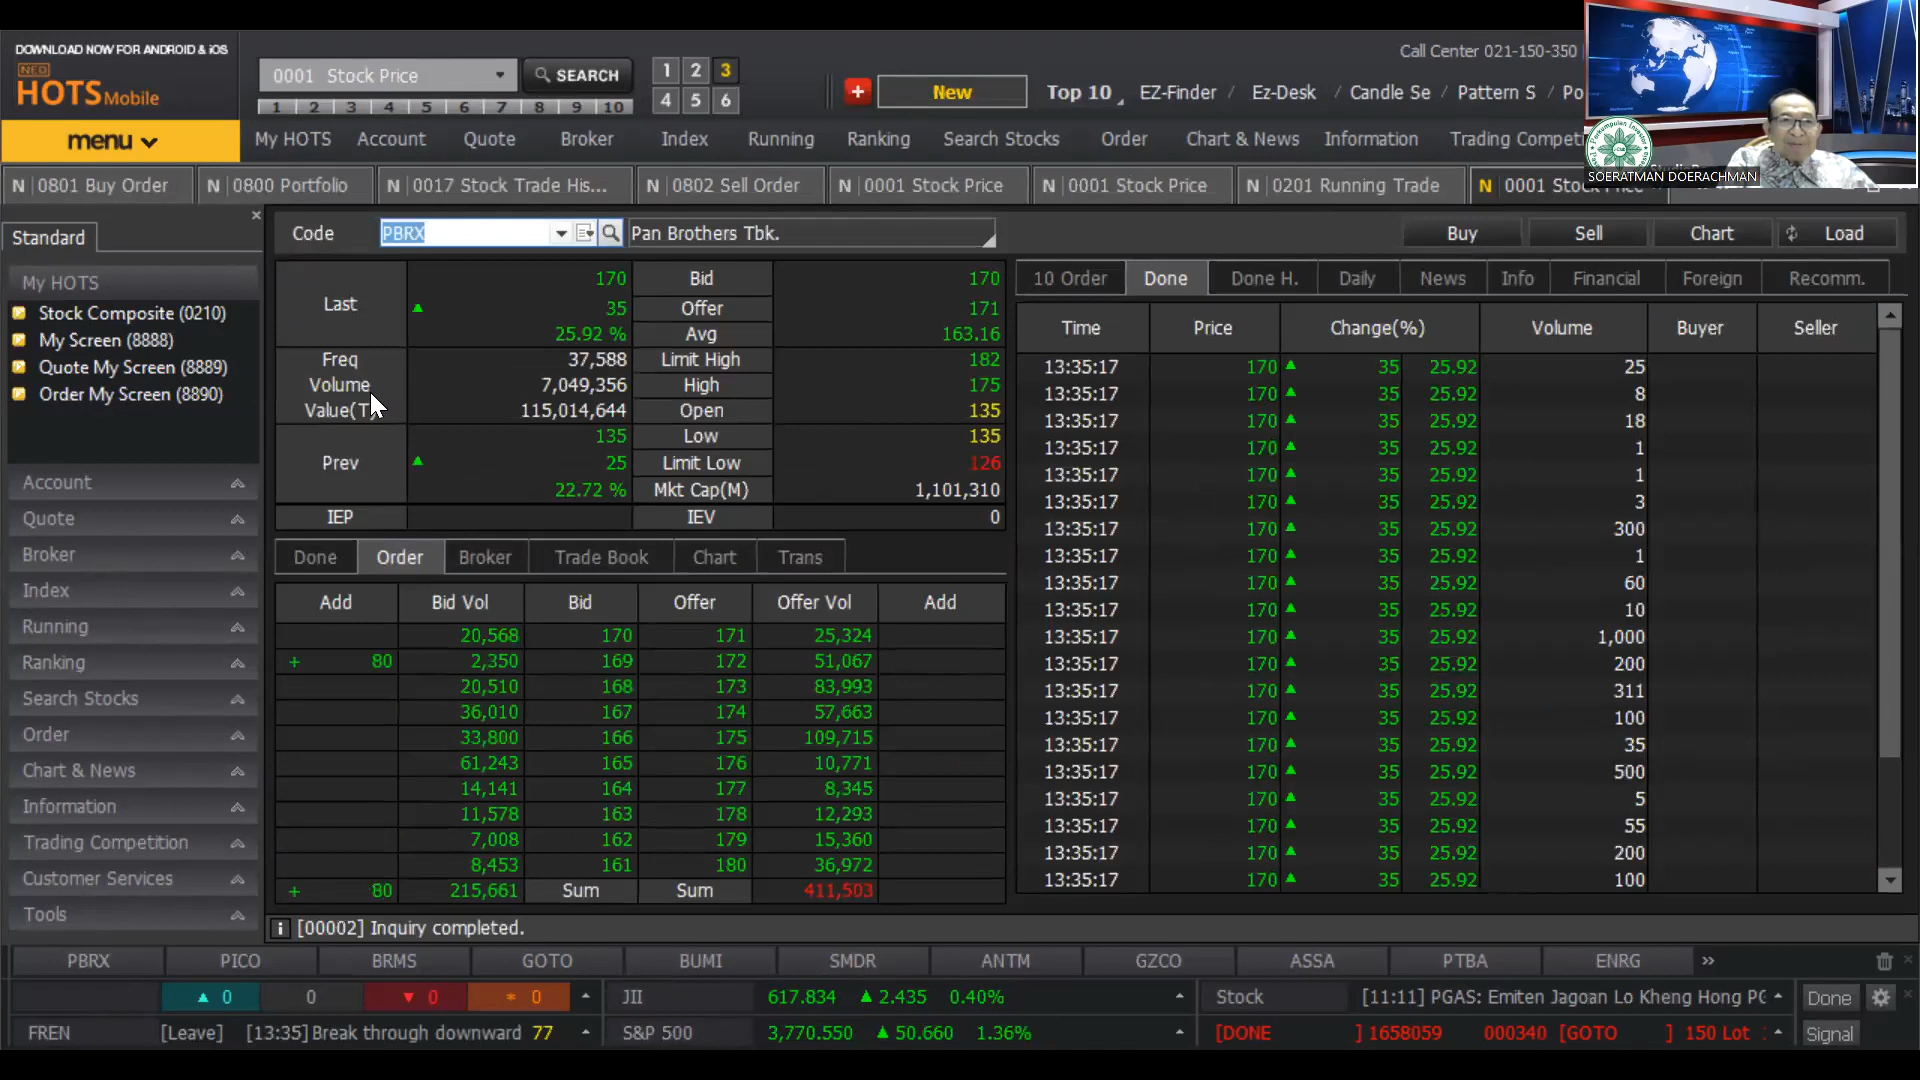 DOWNLOAD NOW FOR ANDROID & iOS
NEO
HOTS Mobile
menu
0001 Stock Price
SEARCH
1 2 3 4 5 6 7 8 9 10
1 2 3
4 5 6
New
Call Center 021-150-350
Top 10 EZ-Finder / Ez-Desk / Candle Se / Pattern S / Po
My HOTS Account Quote Broker Index Running Ranking Search Stocks Order Chart & News Information Trading Competi
SOERATMAN DOERACHMAN
N 0801 Buy Order N 0800 Portfolio N 0017 Stock Trade His... N 0802 Sell Order N 0001 Stock Price N 0001 Stock Price N 0201 Running Trade N 0001 Stock Price
Standard
My HOTS
Stock Composite (0210)
My Screen (8888)
Quote My Screen (8889)
Order My Screen (8890)
Account
Quote
Broker
Index
Running
Ranking
Search Stocks
Order
Chart & News
Information
Trading Competition
Customer Services
Tools
Code PBRX Pan Brothers Tbk. Buy Sell Chart Load
Last 170 Bid 170
35 Offer 171
25.92 % Avg 163.16
Freq 37,588 Limit High 182
Volume 7,049,356 High 175
Value(T) 115,014,644 Open 135
135 Low 135
Prev 25 Limit Low 126
22.72 % Mkt Cap(M) 1,101,310
IEP IEV 0
Done Order Broker Trade Book Chart Trans
Add Bid Vol Bid Offer Offer Vol Add
20,568 170 171 25,324
+ 80 2,350 169 172 51,067
20,510 168 173 83,993
36,010 167 174 57,663
33,800 166 175 109,715
61,243 165 176 10,771
14,141 164 177 8,345
11,578 163 178 12,293
7,008 162 179 15,360
8,453 161 180 36,972
+ 80 215,661 Sum Sum 411,503
10 Order Done Done H. Daily News Info Financial Foreign Recomm.
Time Price Change(%) Volume Buyer Seller
13:35:17 170 35 25.92 25
13:35:17 170 35 25.92 8
13:35:17 170 35 25.92 18
13:35:17 170 35 25.92 1
13:35:17 170 35 25.92 1
13:35:17 170 35 25.92 3
13:35:17 170 35 25.92 300
13:35:17 170 35 25.92 1
13:35:17 170 35 25.92 60
13:35:17 170 35 25.92 10
13:35:17 170 35 25.92 1,000
13:35:17 170 35 25.92 200
13:35:17 170 35 25.92 311
13:35:17 170 35 25.92 100
13:35:17 170 35 25.92 35
13:35:17 170 35 25.92 500
13:35:17 170 35 25.92 5
13:35:17 170 35 25.92 55
13:35:17 170 35 25.92 200
13:35:17 170 35 25.92 100
[00002] Inquiry completed.
PBRX PICO BRMS GOTO BUMI SMDR ANTM GZCO ASSA PTBA ENRG
0 0 0 0 JII 617.834 2.435 0.40% Stock [11:11] PGAS: Emiten Jagoan Lo Kheng Hong PG Done
FREN [Leave] [13:35]Break through downward 77 S&P 500 3,770.550 50.660 1.36% [DONE ] 1658059 000340 [GOTO ] 150 Lot Signal